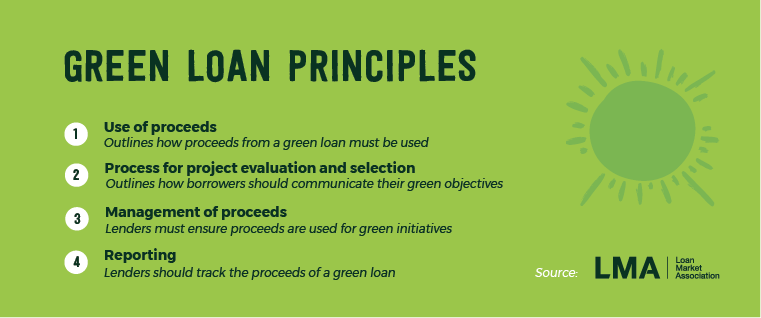 GREEN LOAN PRINCIPLES
1 Use of proceeds
Outlines how proceeds from a green loan must be used
2 Process for project evaluation and selection
Outlines how borrowers should communicate their green objectives
3 Management of proceeds
Lenders must ensure proceeds are used for green initiatives
4 Reporting
Lenders should track the proceeds of a green loan
Source: LMA
Loan
Market
Association